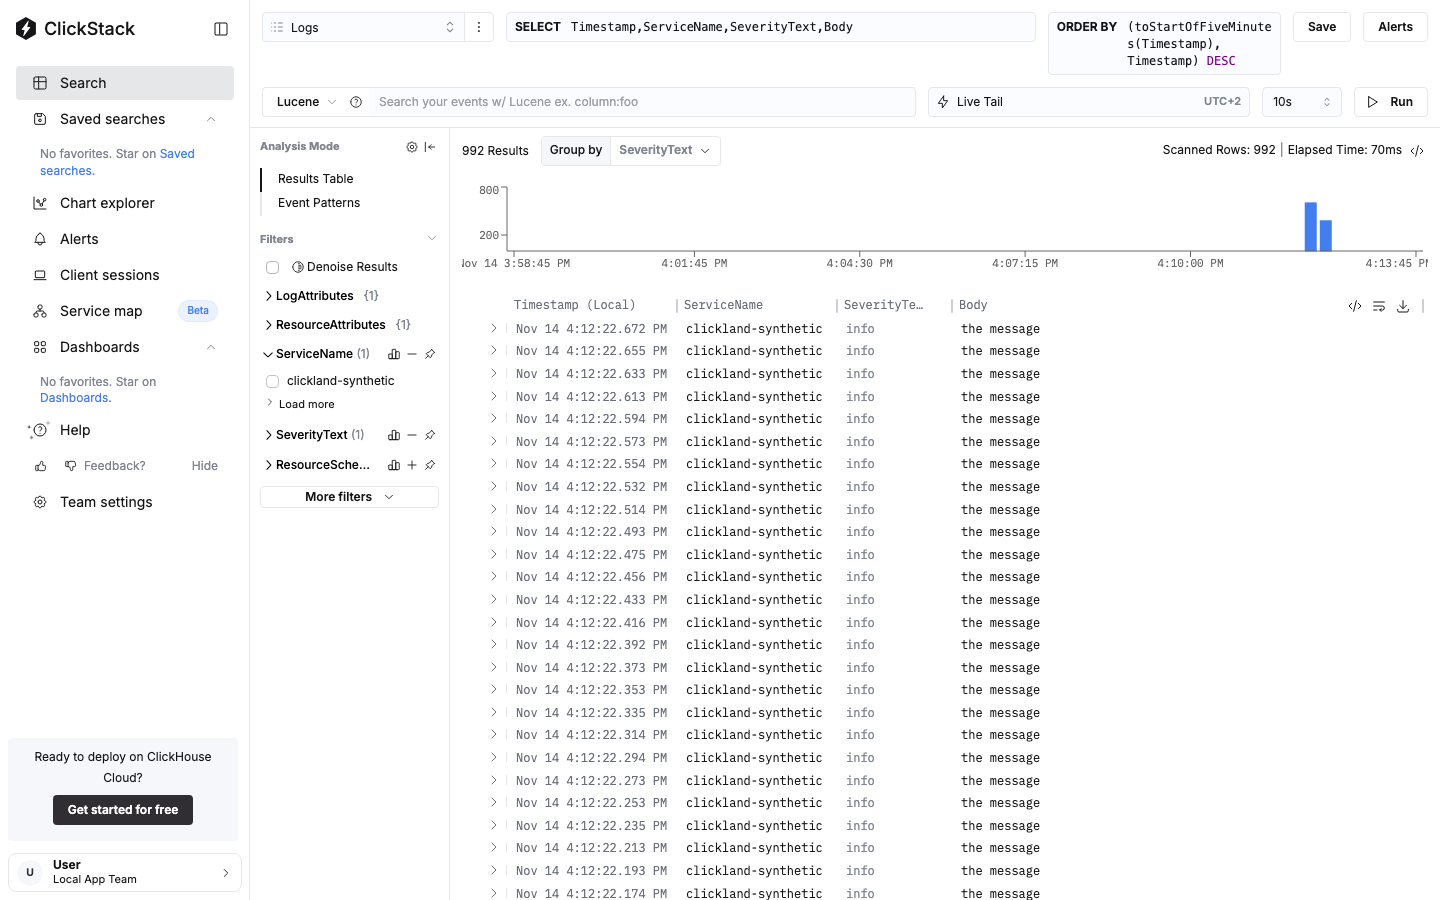 ClickStack
Search
Saved searches
No favorites. Star on Saved
searches.
Chart explorer
Alerts
Client sessions
Service map Beta
Dashboards
No favorites. Star on
Dashboards.
Help
Feedback? Hide
Team settings
Ready to deploy on ClickHouse
Cloud?
Get started for free
U
User
Local App Team
Logs
SELECT Timestamp,ServiceName,SeverityText,Body
ORDER BY (toStartOfFiveMinute
s(Timestamp),
Timestamp) DESC
Save
Alerts
Lucene
Search your events w/ Lucene ex. column:foo
Live Tail UTC+2
10s
Run
Analysis Mode
Results Table
Event Patterns
Filters
Denoise Results
LogAttributes {1}
ResourceAttributes {1}
ServiceName (1)
clickland-synthetic
Load more
SeverityText (1)
ResourceSche...
More filters
992 Results Group by SeverityText
Scanned Rows: 992 | Elapsed Time: 70ms
800
200
Nov 14 3:58:45 PM 4:01:45 PM 4:04:30 PM 4:07:15 PM 4:10:00 PM 4:13:45 PM
Timestamp (Local) ServiceName SeverityTe… Body
Nov 14 4:12:22.672 PM clickland-synthetic info the message
Nov 14 4:12:22.655 PM clickland-synthetic info the message
Nov 14 4:12:22.633 PM clickland-synthetic info the message
Nov 14 4:12:22.613 PM clickland-synthetic info the message
Nov 14 4:12:22.594 PM clickland-synthetic info the message
Nov 14 4:12:22.573 PM clickland-synthetic info the message
Nov 14 4:12:22.554 PM clickland-synthetic info the message
Nov 14 4:12:22.532 PM clickland-synthetic info the message
Nov 14 4:12:22.514 PM clickland-synthetic info the message
Nov 14 4:12:22.493 PM clickland-synthetic info the message
Nov 14 4:12:22.475 PM clickland-synthetic info the message
Nov 14 4:12:22.456 PM clickland-synthetic info the message
Nov 14 4:12:22.433 PM clickland-synthetic info the message
Nov 14 4:12:22.416 PM clickland-synthetic info the message
Nov 14 4:12:22.392 PM clickland-synthetic info the message
Nov 14 4:12:22.373 PM clickland-synthetic info the message
Nov 14 4:12:22.353 PM clickland-synthetic info the message
Nov 14 4:12:22.335 PM clickland-synthetic info the message
Nov 14 4:12:22.314 PM clickland-synthetic info the message
Nov 14 4:12:22.294 PM clickland-synthetic info the message
Nov 14 4:12:22.273 PM clickland-synthetic info the message
Nov 14 4:12:22.253 PM clickland-synthetic info the message
Nov 14 4:12:22.235 PM clickland-synthetic info the message
Nov 14 4:12:22.213 PM clickland-synthetic info the message
Nov 14 4:12:22.193 PM clickland-synthetic info the message
Nov 14 4:12:22.174 PM clickland-synthetic info the message